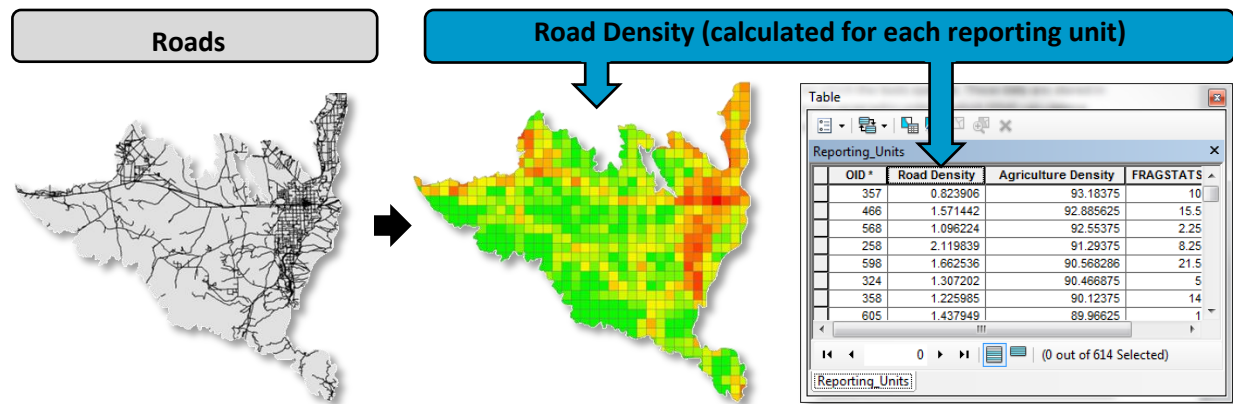 Roads
Road Density (calculated for each reporting unit)
Table
Reporting_Units
OID * Road Density Agriculture Density FRAGSTATS
357 0.823906 93.18375 10
466 1.571442 92.885625 15.5
568 1.096224 92.55375 2.25
258 2.119839 91.29375 8.25
598 1.662536 90.568286 21.5
324 1.307202 90.466875 5
358 1.225985 90.12375 14
605 1.437949 89.96625 1
0 (0 out of 614 Selected)
Reporting_Units